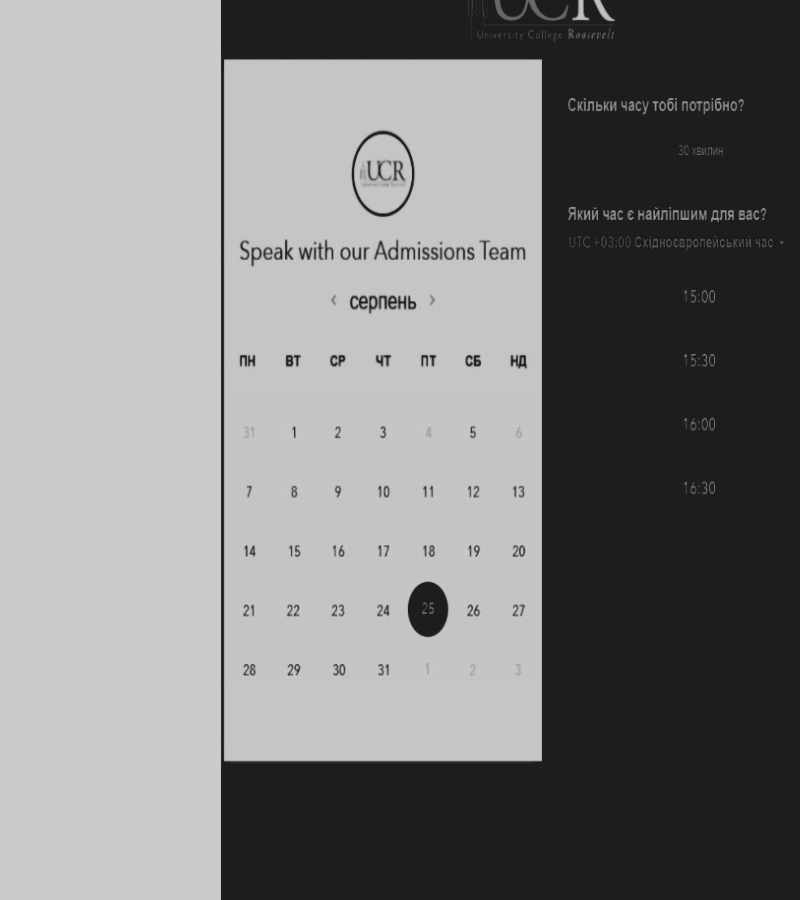 UCR
University College Roosevelt
UCR
Speak with our Admissions Team
‹ серпень ›
ПН ВТ СР ЧТ ПТ СБ НД
31 1 2 3 4 5 6
7 8 9 10 11 12 13
14 15 16 17 18 19 20
21 22 23 24 25 26 27
28 29 30 31 1 2 3
Скільки часу тобі потрібно?
30 хвилин
Який час є найліпшим для вас?
UTC +03:00 Східноєвропейський час
15:00
15:30
16:00
16:30